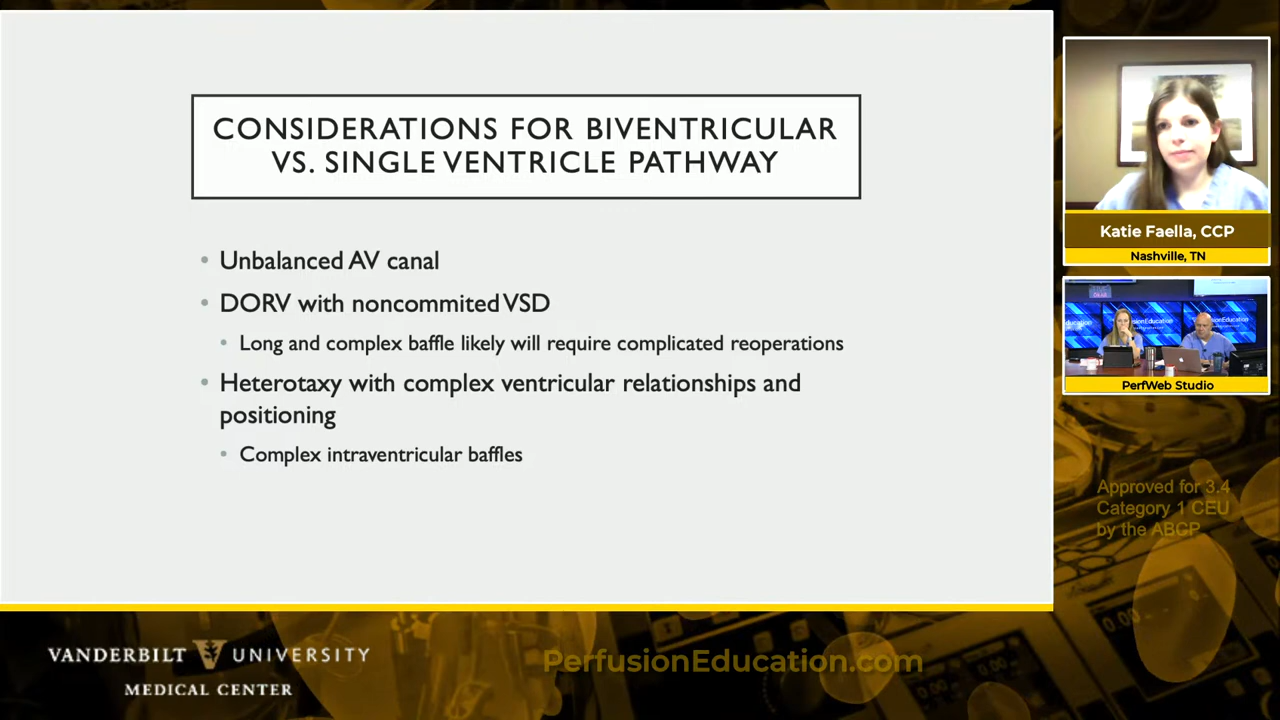 CONSIDERATIONS FOR BIVENTRICULAR
VS. SINGLE VENTRICLE PATHWAY
• Unbalanced AV canal
• DORV with noncommited VSD
• Long and complex baffle likely will require complicated reoperations
• Heterotaxy with complex ventricular relationships and
positioning
• Complex intraventricular baffles
Katie Faella, CCP
Nashville, TN
PerfWeb Studio
Approved for 3.4
Category 1 CEU
by the ABCP
VANDERBILT UNIVERSITY
MEDICAL CENTER
PerfusionEducation.com